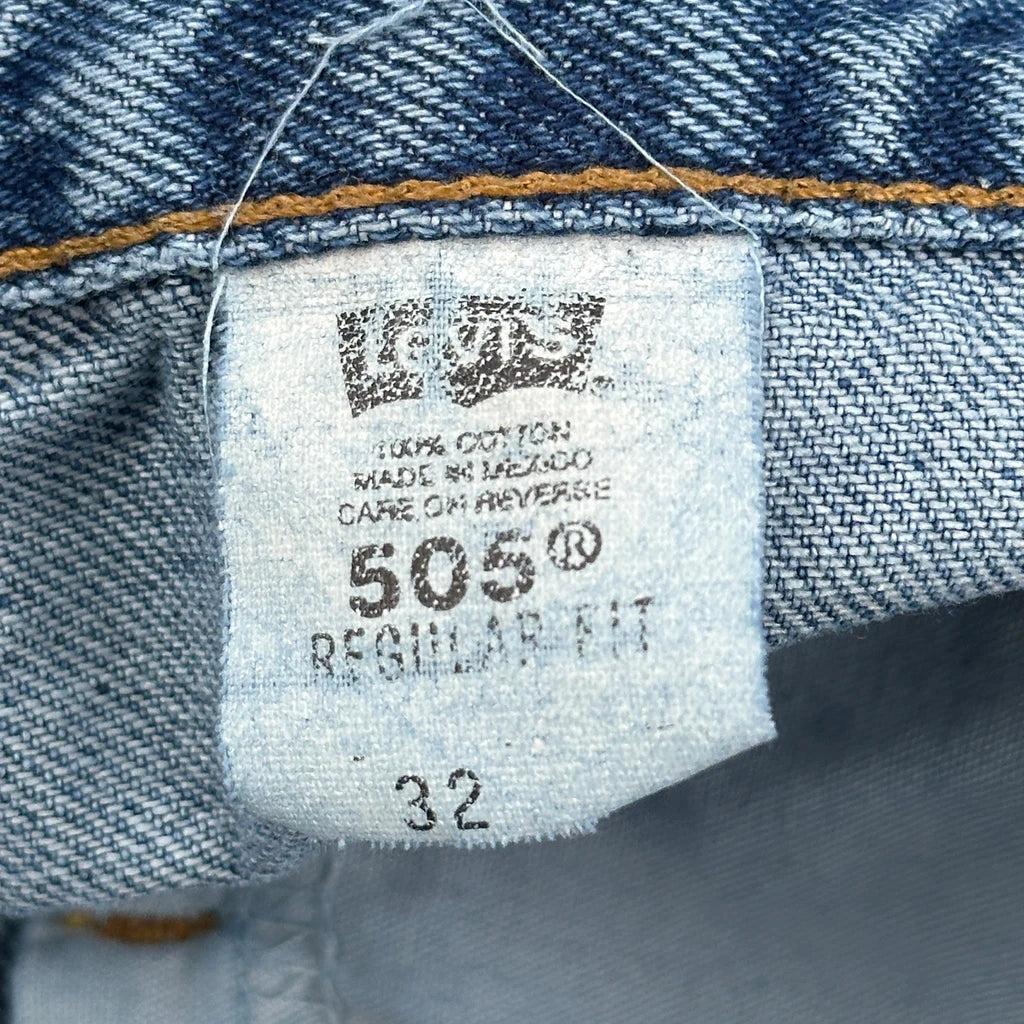 Levi's
100% COTTON
MADE IN MEXICO
CARE ON REVERSE
505®
REGULAR FIT
32